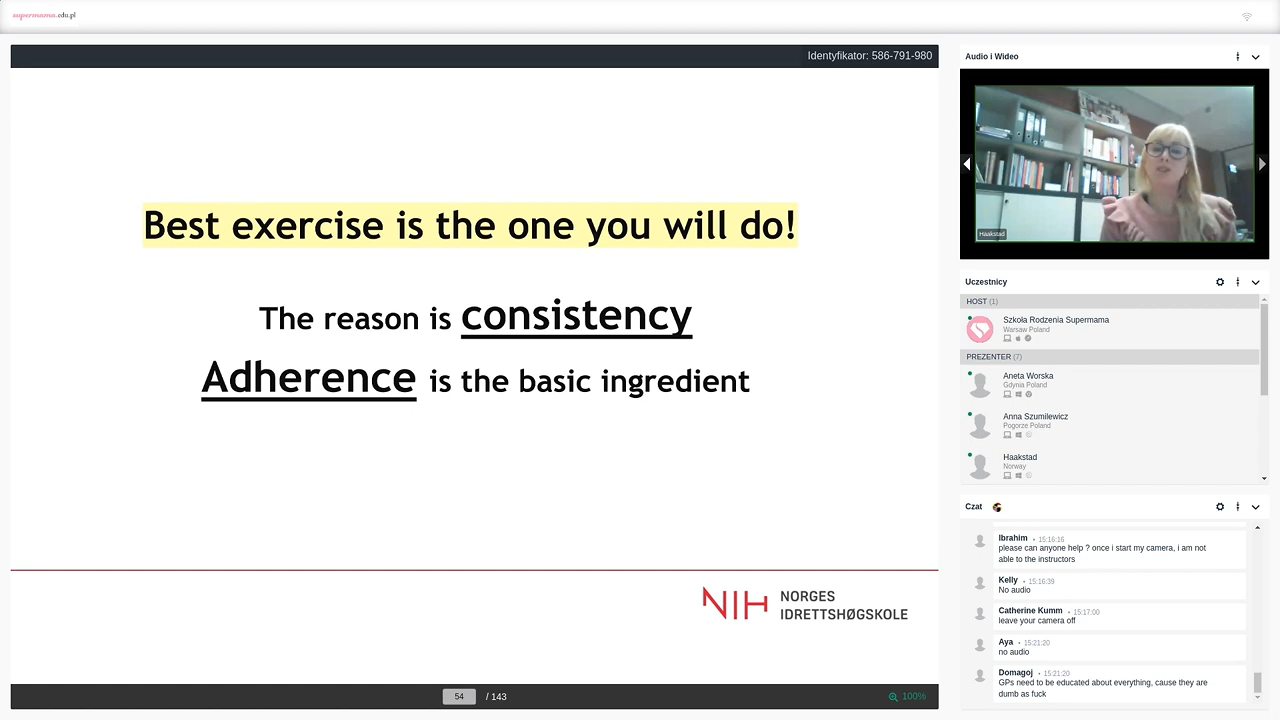 supermama.edu.pl
Identyfikator: 586-791-980
Best exercise is the one you will do!
The reason is consistency
Adherence is the basic ingredient
NIH NORGES
IDRETTSHØGSKOLE
54 / 143
100%
Audio i Wideo
Haakstad
Uczestnicy
HOST (1)
Szkoła Rodzenia Supermama
Warsaw Poland
PREZENTER (7)
Aneta Worska
Gdynia Poland
Anna Szumilewicz
Pogorze Poland
Haakstad
Norway
Czat
Ibrahim • 15:16:16
please can anyone help ? once i start my camera, i am not
able to the instructors
Kelly • 15:16:39
No audio
Catherine Kumm • 15:17:00
leave your camera off
Aya • 15:21:20
no audio
Domagoj • 15:21:20
GPs need to be educated about everything, cause they are
dumb as fuck